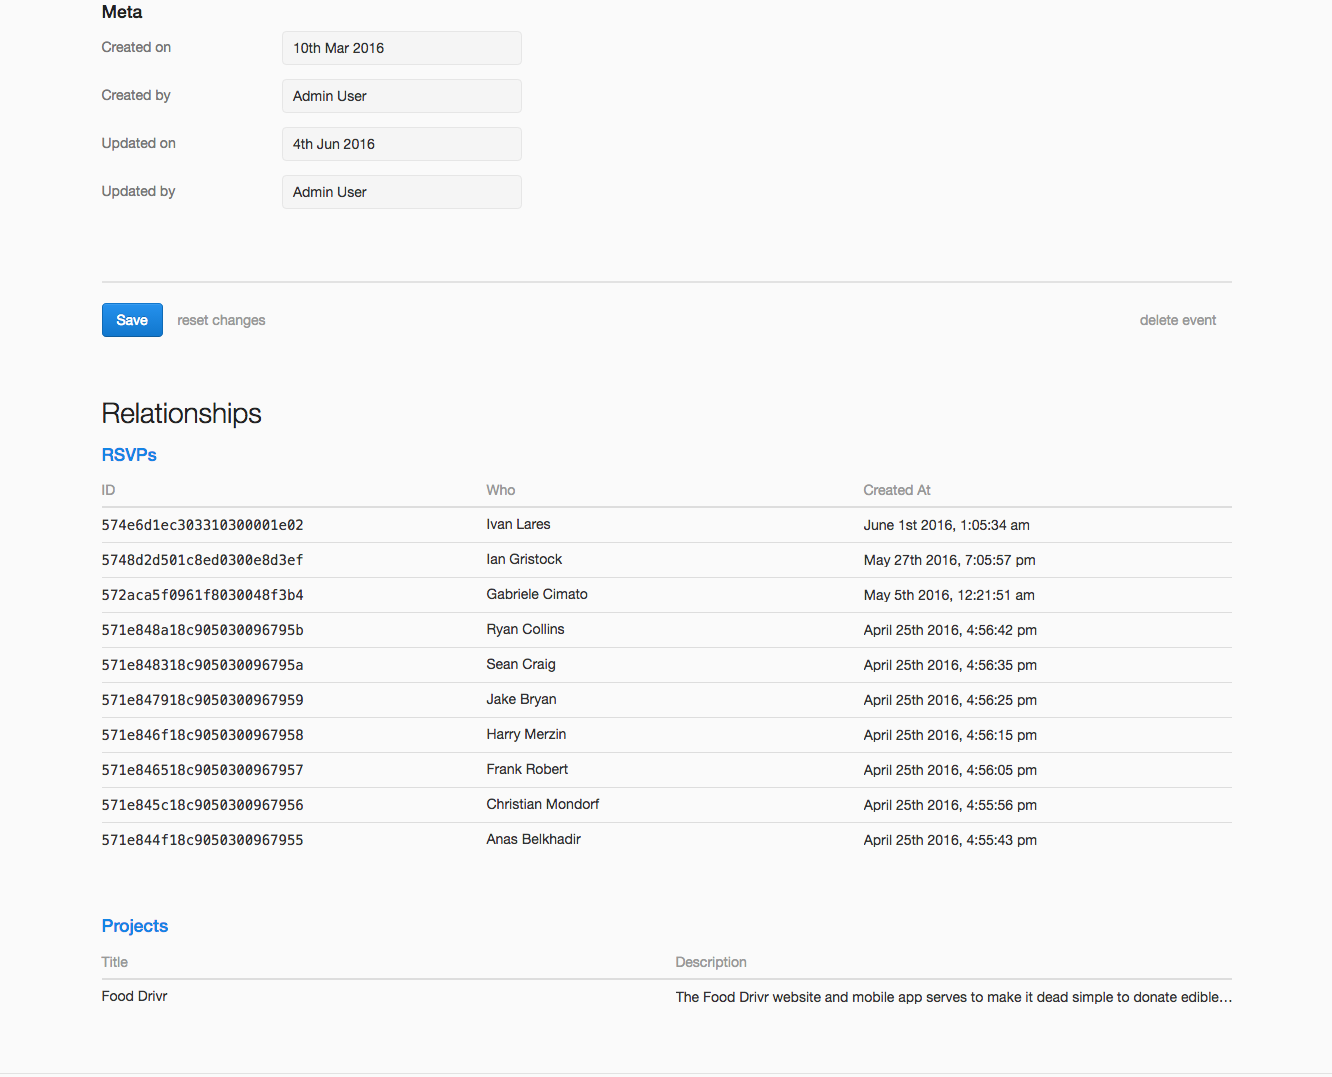 Meta
Created on 10th Mar 2016
Created by Admin User
Updated on 4th Jun 2016
Updated by Admin User
Save reset changes delete event
Relationships
RSVPs
ID Who Created At
574e6d1ec303310300001e02 Ivan Lares June 1st 2016, 1:05:34 am
5748d2d501c8ed0300e8d3ef Ian Gristock May 27th 2016, 7:05:57 pm
572aca5f0961f8030048f3b4 Gabriele Cimato May 5th 2016, 12:21:51 am
571e848a18c905030096795b Ryan Collins April 25th 2016, 4:56:42 pm
571e848318c905030096795a Sean Craig April 25th 2016, 4:56:35 pm
571e847918c9050300967959 Jake Bryan April 25th 2016, 4:56:25 pm
571e846f18c9050300967958 Harry Merzin April 25th 2016, 4:56:15 pm
571e846518c9050300967957 Frank Robert April 25th 2016, 4:56:05 pm
571e845c18c9050300967956 Christian Mondorf April 25th 2016, 4:55:56 pm
571e844f18c9050300967955 Anas Belkhadir April 25th 2016, 4:55:43 pm
Projects
Title Description
Food Drivr The Food Drivr website and mobile app serves to make it dead simple to donate edible…